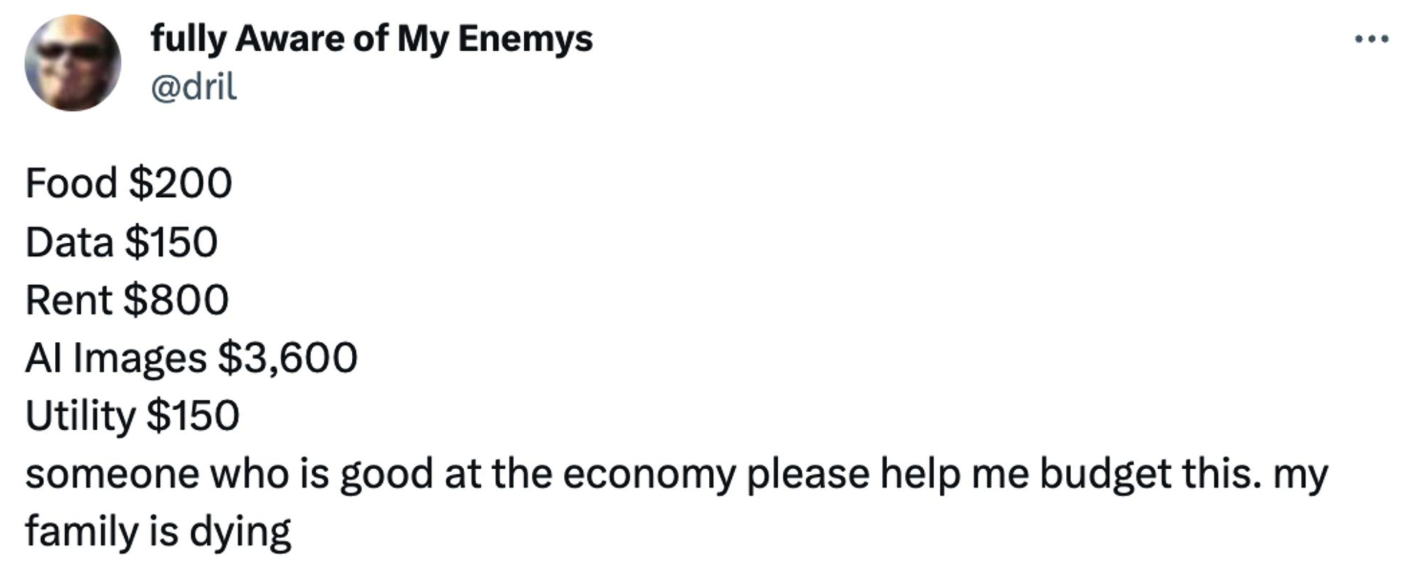 fully Aware of My Enemys
@dril
Food $200
Data $150
Rent $800
AI Images $3,600
Utility $150
someone who is good at the economy please help me budget this. my
family is dying